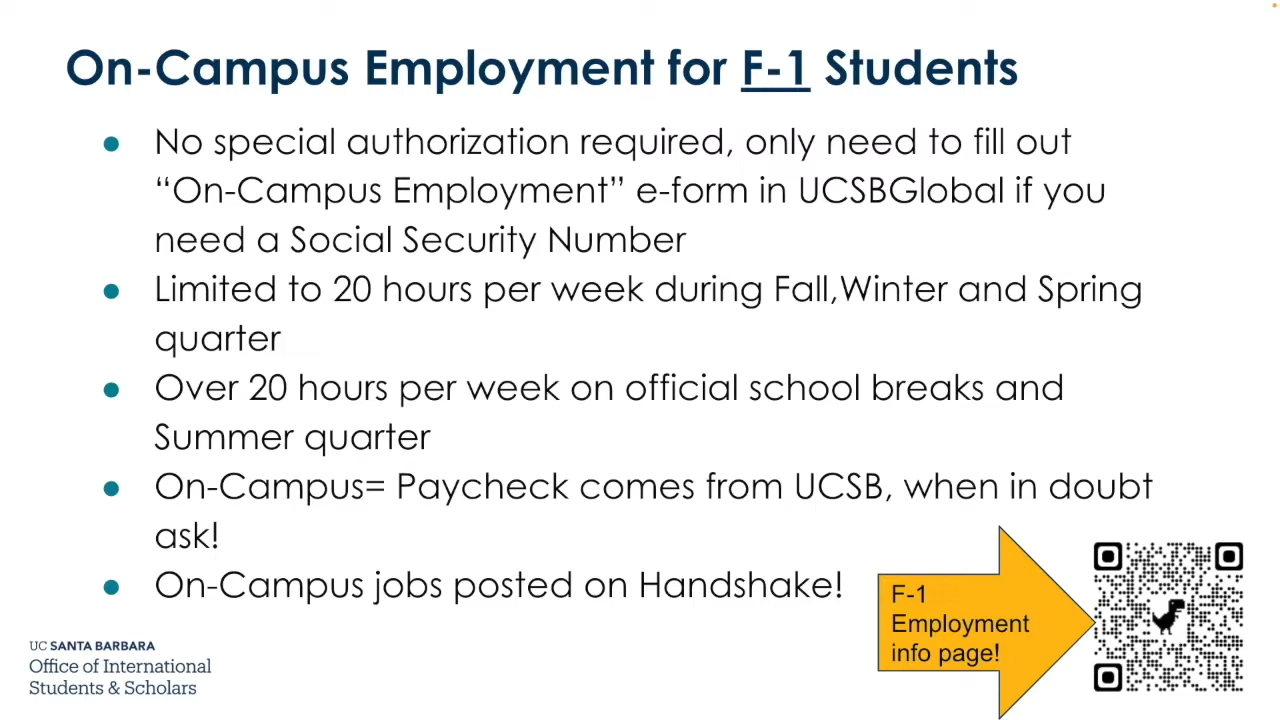 On-Campus Employment for F-1 Students
● No special authorization required, only need to fill out
“On-Campus Employment” e-form in UCSBGlobal if you
need a Social Security Number
● Limited to 20 hours per week during Fall,Winter and Spring
quarter
● Over 20 hours per week on official school breaks and
Summer quarter
● On-Campus= Paycheck comes from UCSB, when in doubt
ask!
● On-Campus jobs posted on Handshake!
F-1
Employment
info page!
UC SANTA BARBARA
Office of International
Students & Scholars